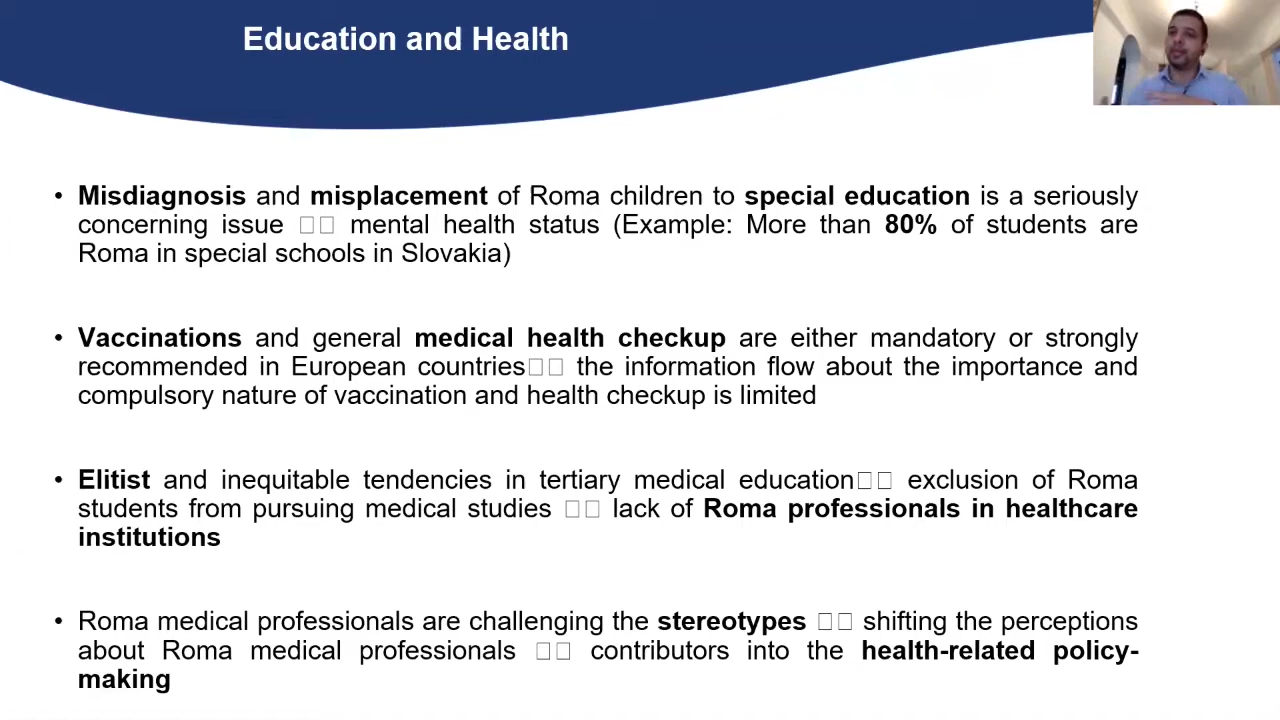 Education and Health
• Misdiagnosis and misplacement of Roma children to special education is a seriously
concerning issue □□ mental health status (Example: More than 80% of students are
Roma in special schools in Slovakia)
• Vaccinations and general medical health checkup are either mandatory or strongly
recommended in European countries□□ the information flow about the importance and
compulsory nature of vaccination and health checkup is limited
• Elitist and inequitable tendencies in tertiary medical education□□ exclusion of Roma
students from pursuing medical studies □□ lack of Roma professionals in healthcare
institutions
• Roma medical professionals are challenging the stereotypes □□ shifting the perceptions
about Roma medical professionals □□ contributors into the health-related policy-
making